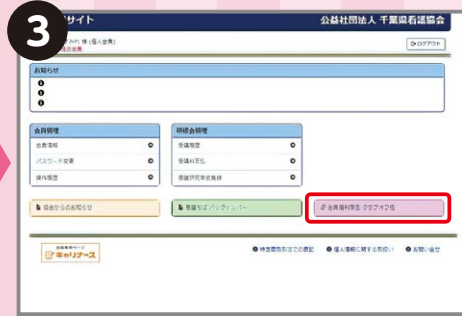 3
サイト
公益社団法人 千葉県看護協会
様 (個人会員)
ログアウト
お知らせ
会員管理
研修会管理
会員情報
受講履歴
パスワード変更
受講料支払
操作履歴
看護研究学会集録
協会からのお知らせ
看護ちば バックナンバー
会員福利厚生 クラブオフ他
キャリナース
特定商取引法での表記
個人情報に関する取扱い
お問い合せ